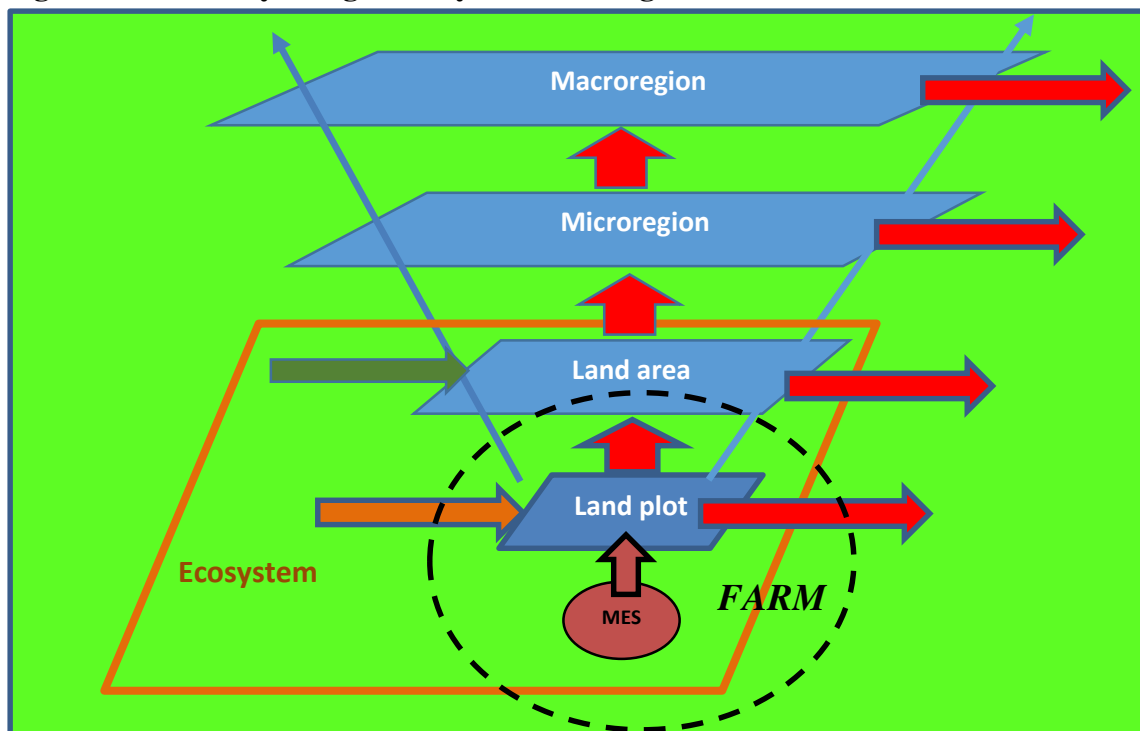 Macroregion
Microregion
Land area
Land plot
Ecosystem
FARM
MES